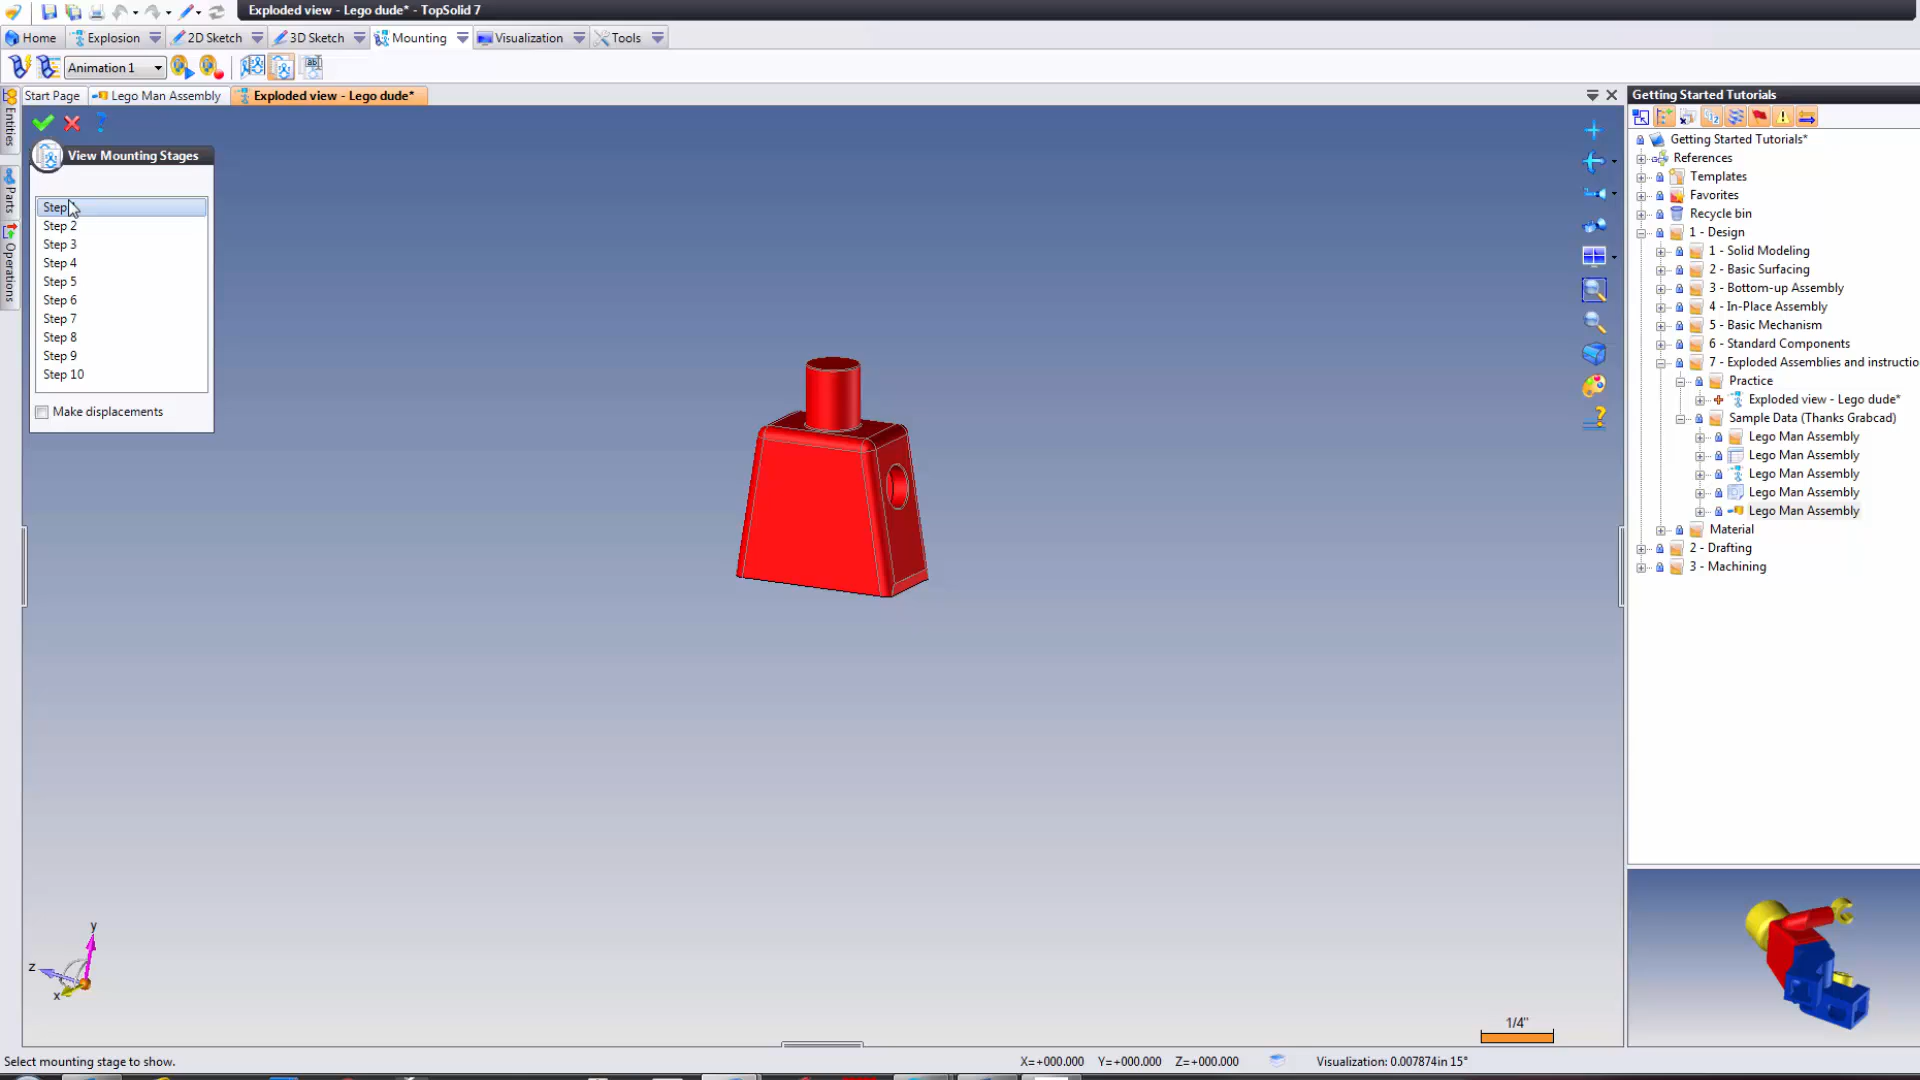 Exploded view - Lego dude* - TopSolid 7
Home Explosion 2D Sketch 3D Sketch Mounting Visualization Tools
Animation 1
Start Page Lego Man Assembly Exploded view - Lego dude*
Entities
Parts
Operations
View Mounting Stages
Step
Step 2
Step 3
Step 4
Step 5
Step 6
Step 7
Step 8
Step 9
Step 10
Make displacements
y
z
x
1/4"
Getting Started Tutorials
Getting Started Tutorials*
References
Templates
Favorites
Recycle bin
1 - Design
1 - Solid Modeling
2 - Basic Surfacing
3 - Bottom-up Assembly
4 - In-Place Assembly
5 - Basic Mechanism
6 - Standard Components
7 - Exploded Assemblies and instructio
Practice
Exploded view - Lego dude*
Sample Data (Thanks Grabcad)
Lego Man Assembly
Lego Man Assembly
Lego Man Assembly
Lego Man Assembly
Lego Man Assembly
Material
2 - Drafting
3 - Machining
Select mounting stage to show.
X=+000.000 Y=+000.000 Z=+000.000 Visualization: 0.007874in 15°